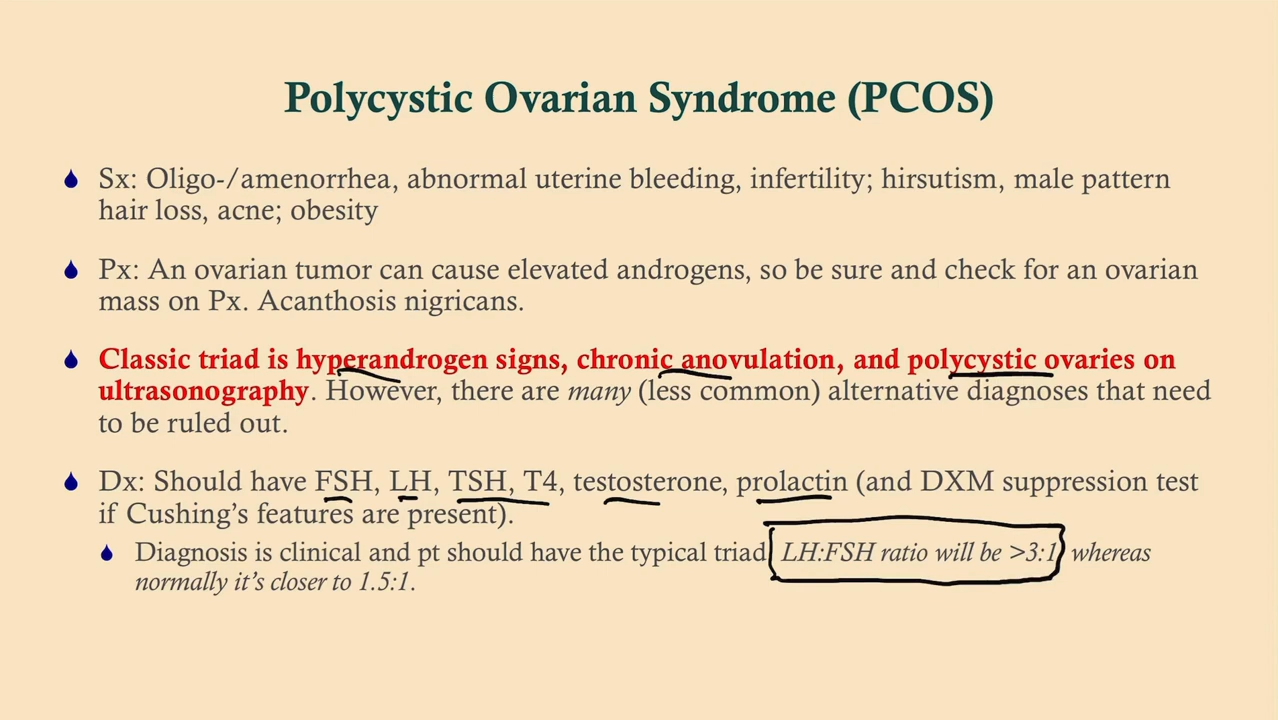 Polycystic Ovarian Syndrome (PCOS)
Sx: Oligo-/amenorrhea, abnormal uterine bleeding, infertility; hirsutism, male pattern
hair loss, acne; obesity
Px: An ovarian tumor can cause elevated androgens, so be sure and check for an ovarian
mass on Px. Acanthosis nigricans.
Classic triad is hyperandrogen signs, chronic anovulation, and polycystic ovaries on
ultrasonography. However, there are many (less common) alternative diagnoses that need
to be ruled out.
Dx: Should have FSH, LH, TSH, T4, testosterone, prolactin (and DXM suppression test
if Cushing's features are present).
Diagnosis is clinical and pt should have the typical triad LH:FSH ratio will be >3:1 whereas
normally it's closer to 1.5:1.